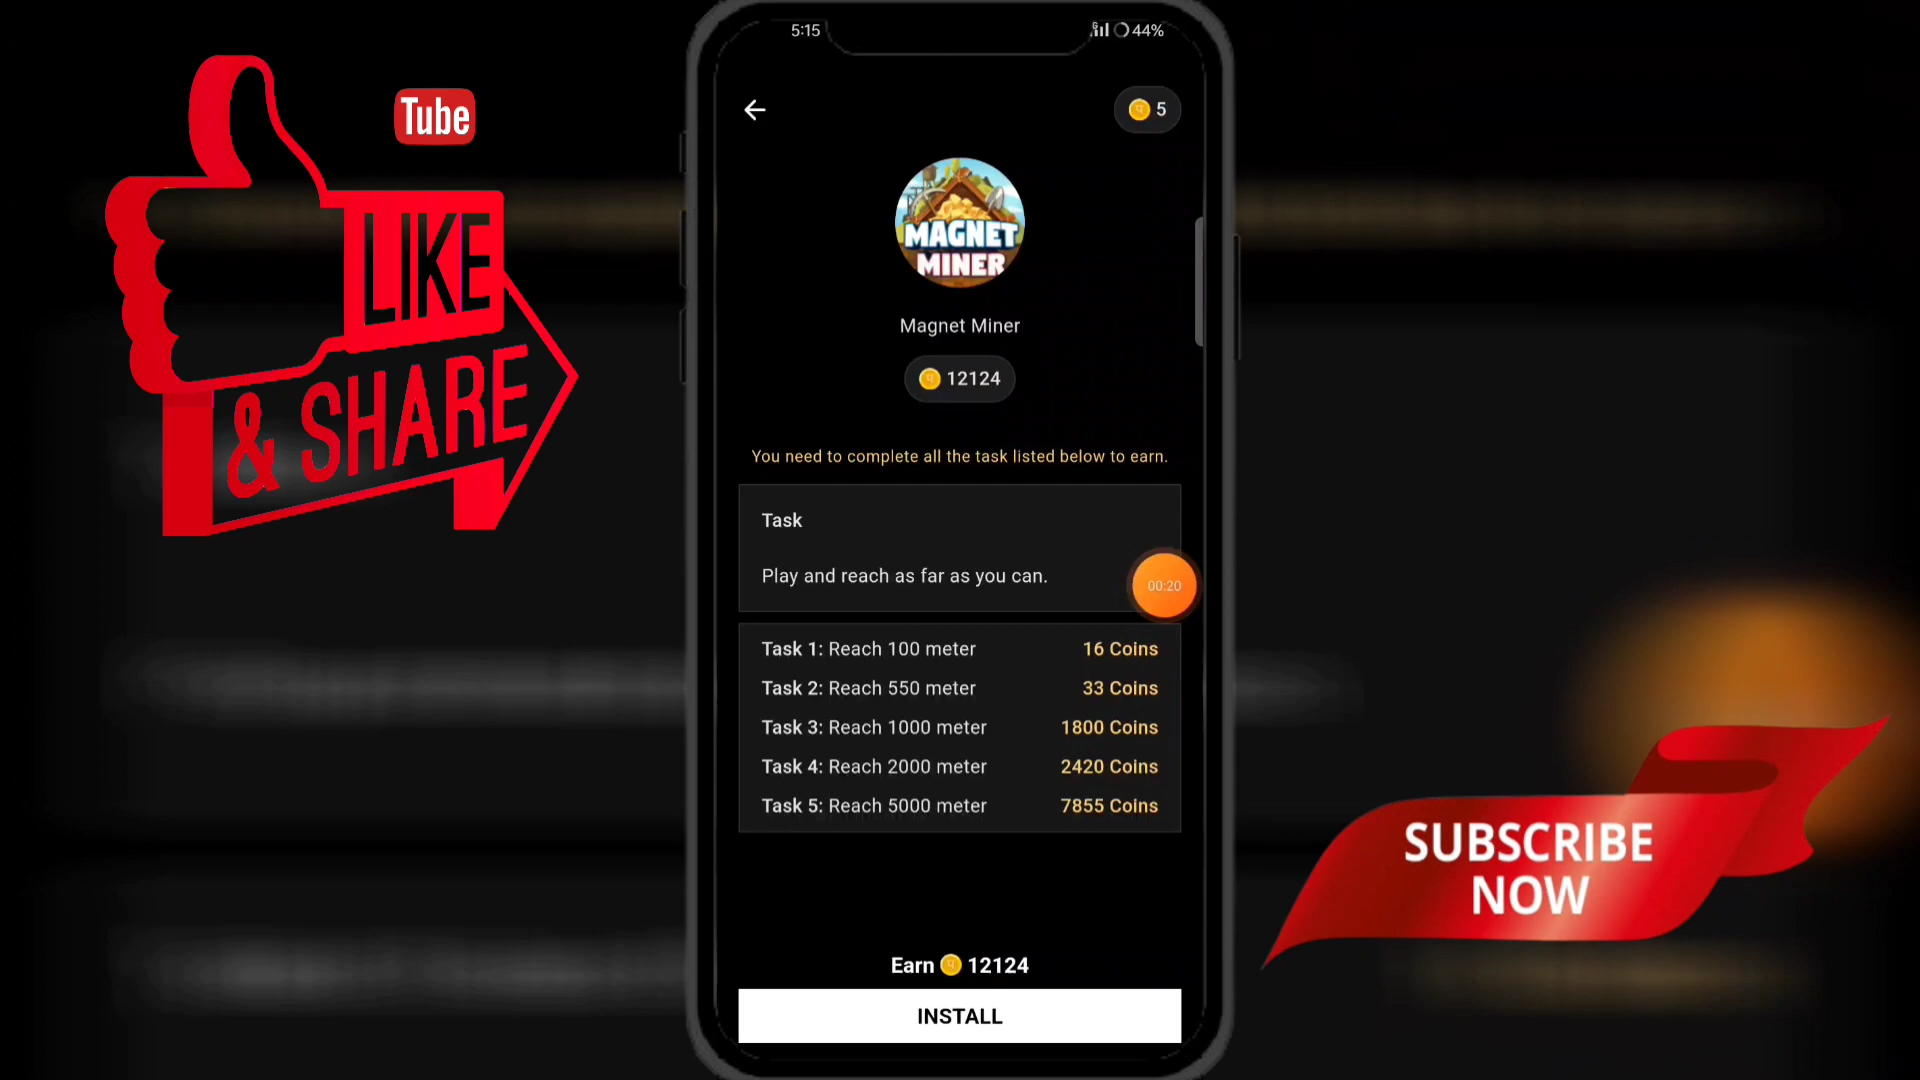 Tube
LIKE
& SHARE
5:15
44%
5
MAGNET
MINER
Magnet Miner
12124
You need to complete all the task listed below to earn.
Task
Play and reach as far as you can.
00:20
Task 1: Reach 100 meter 16 Coins
Task 2: Reach 550 meter 33 Coins
Task 3: Reach 1000 meter 1800 Coins
Task 4: Reach 2000 meter 2420 Coins
Task 5: Reach 5000 meter 7855 Coins
Earn 12124
INSTALL
SUBSCRIBE
NOW